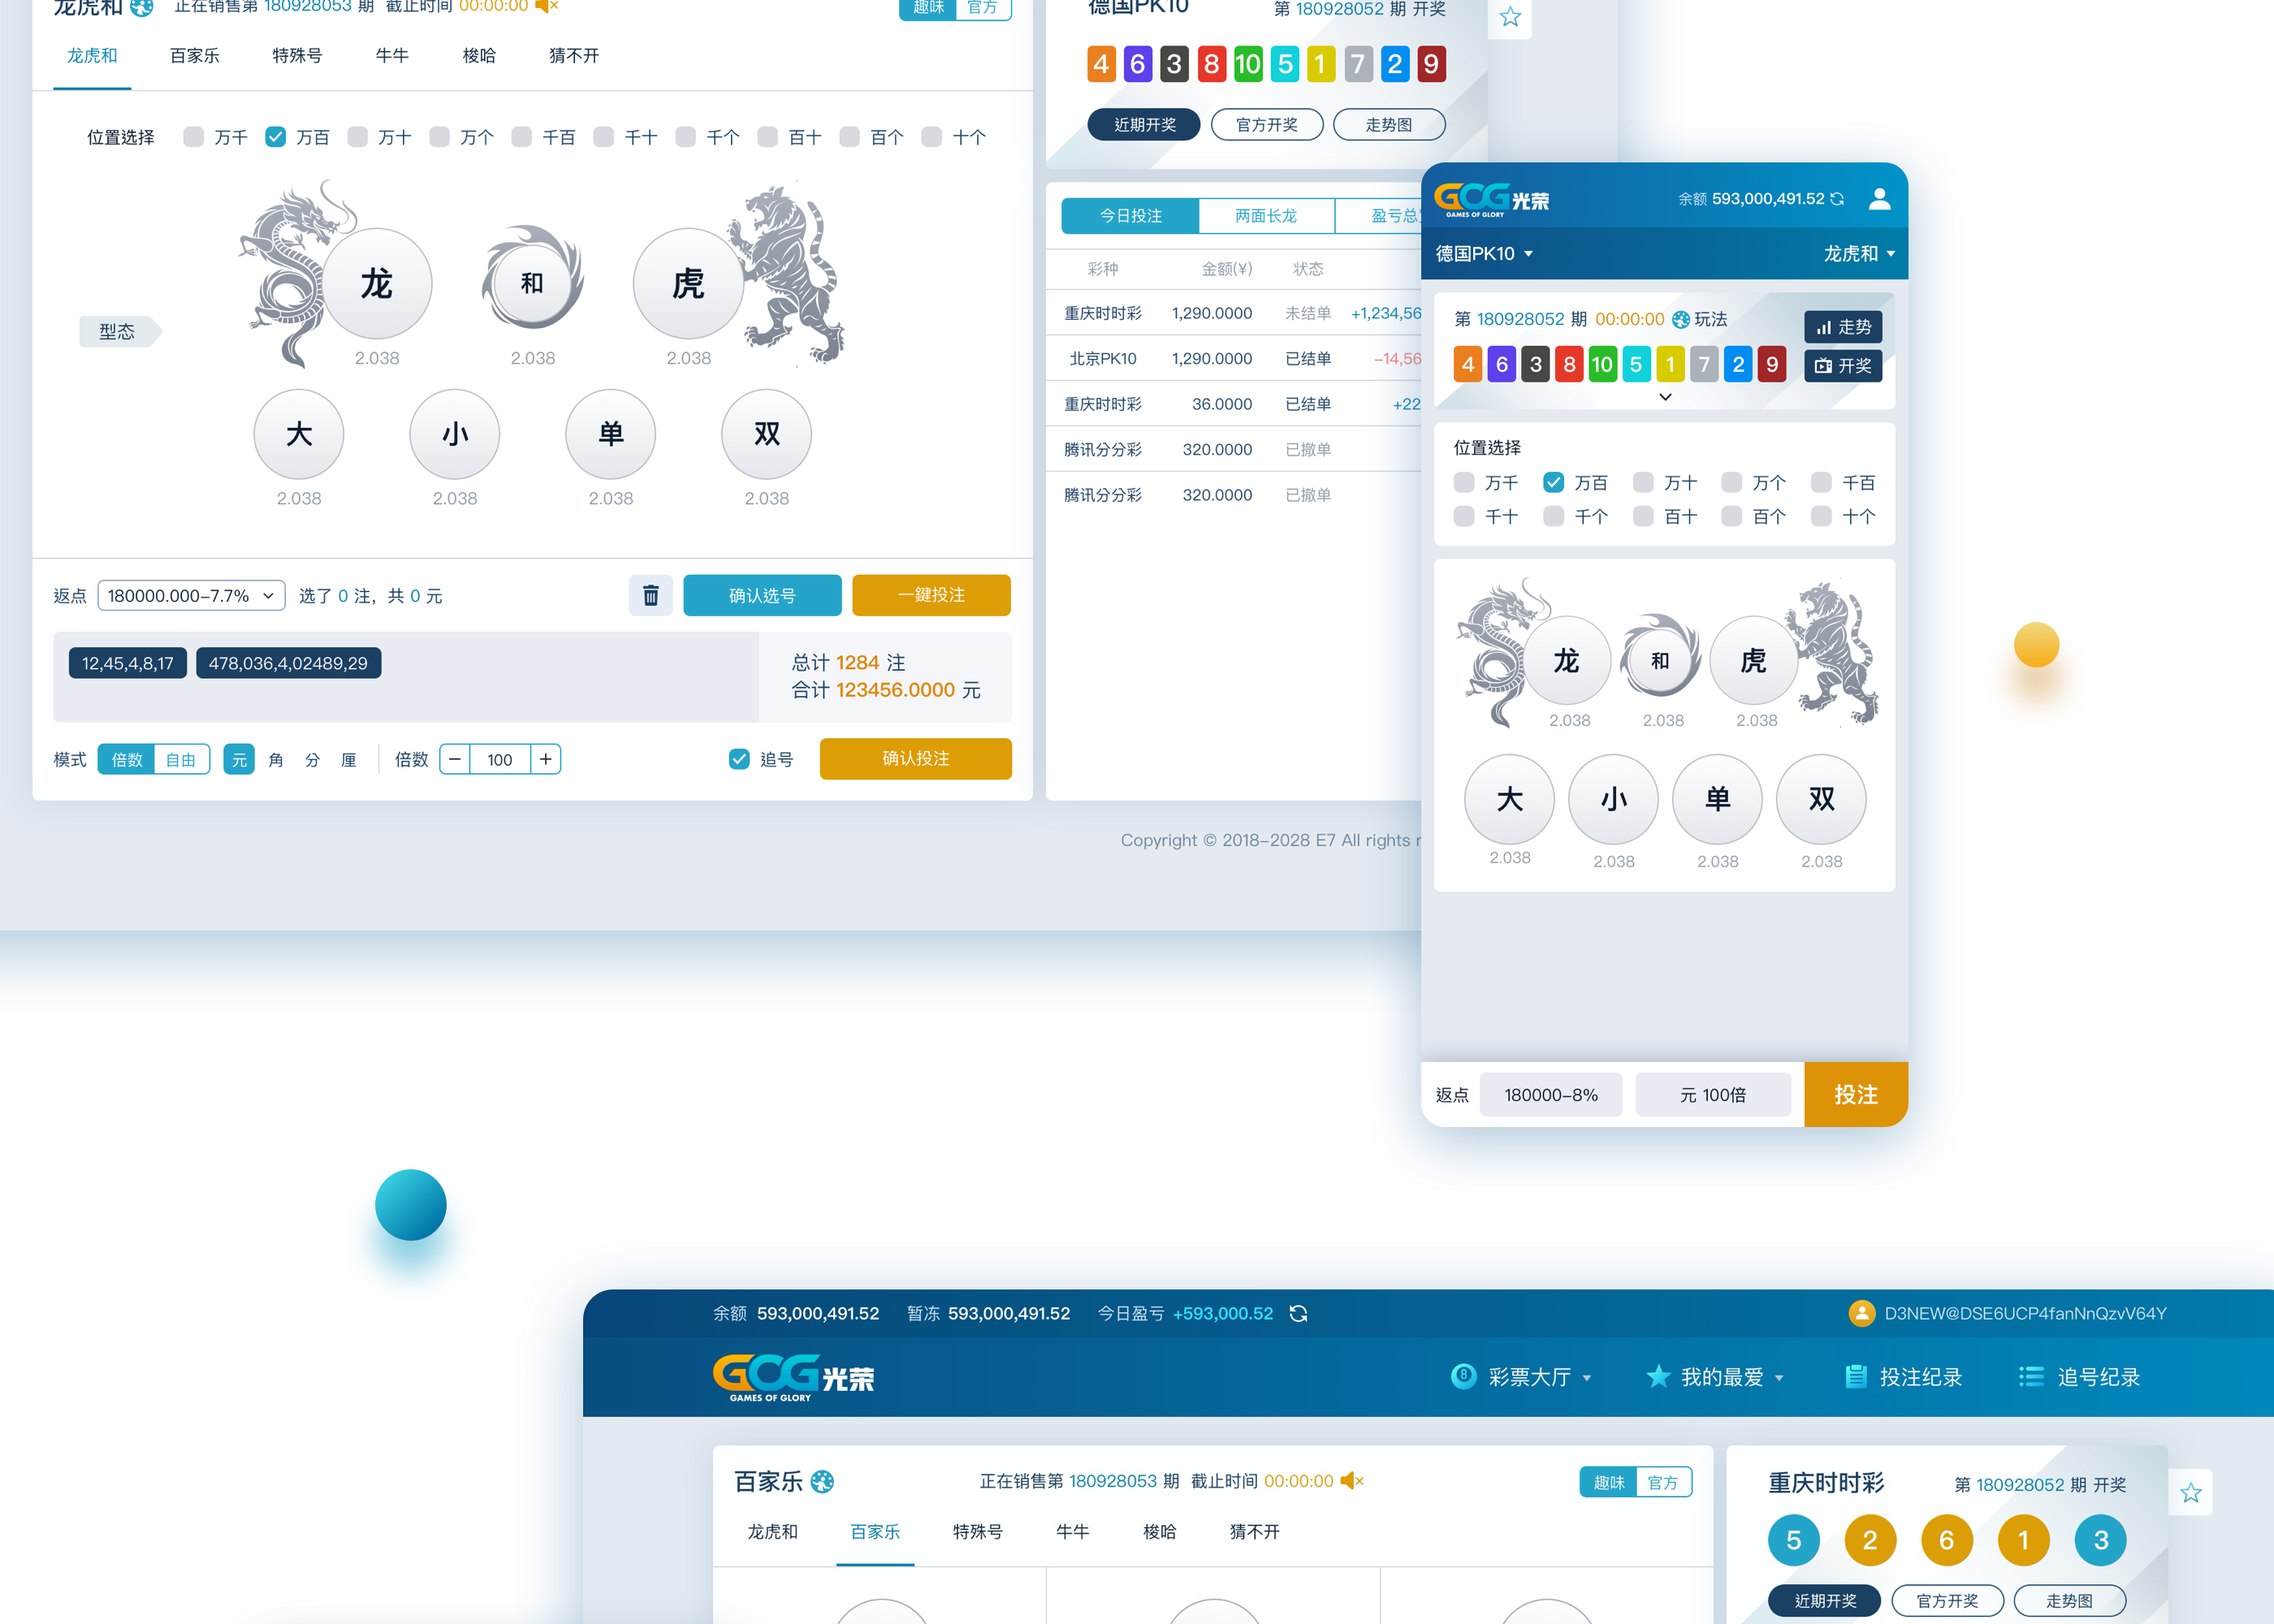 龙虎和 正在销售第 180928053 期 截止时间 00:00:00 趣味 官方
龙虎和 百家乐 特殊号 牛牛 梭哈 猜不开
位置选择 万千 万百 万十 万个 千百 千十 千个 百十 百个 十个
型态
龙 和 虎
2.038 2.038 2.038
大 小 单 双
2.038 2.038 2.038 2.038
返点 180000.000-7.7% 选了 0 注, 共 0 元 确认选号 一键投注
12,45,4,8,17 478,036,4,02489,29
总计 1284 注
合计 123456.0000 元
模式 倍数 自由 元 角 分 厘 倍数 − 100 + 追号 确认投注
德国PK10 第 180928052 期 开奖
4 6 3 8 10 5 1 7 2 9
近期开奖 官方开奖 走势图
今日投注 两面长龙 盈亏总
彩种 金额(¥) 状态
重庆时时彩 1,290.0000 未结单 +1,234,56
北京PK10 1,290.0000 已结单 -14,56
重庆时时彩 36.0000 已结单 +22
腾讯分分彩 320.0000 已撤单
腾讯分分彩 320.0000 已撤单
Copyright © 2018-2028 E7 All rights r
GCG光荣 余额 593,000,491.52
GAMES OF GLORY
德国PK10 龙虎和
第 180928052 期 00:00:00 玩法 走势
4 6 3 8 10 5 1 7 2 9 开奖
位置选择
万千 万百 万十 万个 千百
千十 千个 百十 百个 十个
龙 和 虎
2.038 2.038 2.038
大 小 单 双
2.038 2.038 2.038 2.038
返点 180000-8% 元 100倍 投注
余额 593,000,491.52 暂冻 593,000,491.52 今日盈亏 +593,000.52 D3NEW@DSE6UCP4fanNnQzvV64Y
GCG光荣 8 彩票大厅 我的最爱 投注纪录 追号纪录
GAMES OF GLORY
百家乐 正在销售第 180928053 期 截止时间 00:00:00 趣味 官方
龙虎和 百家乐 特殊号 牛牛 梭哈 猜不开
重庆时时彩 第 180928052 期 开奖
5 2 6 1 3
近期开奖 官方开奖 走势图